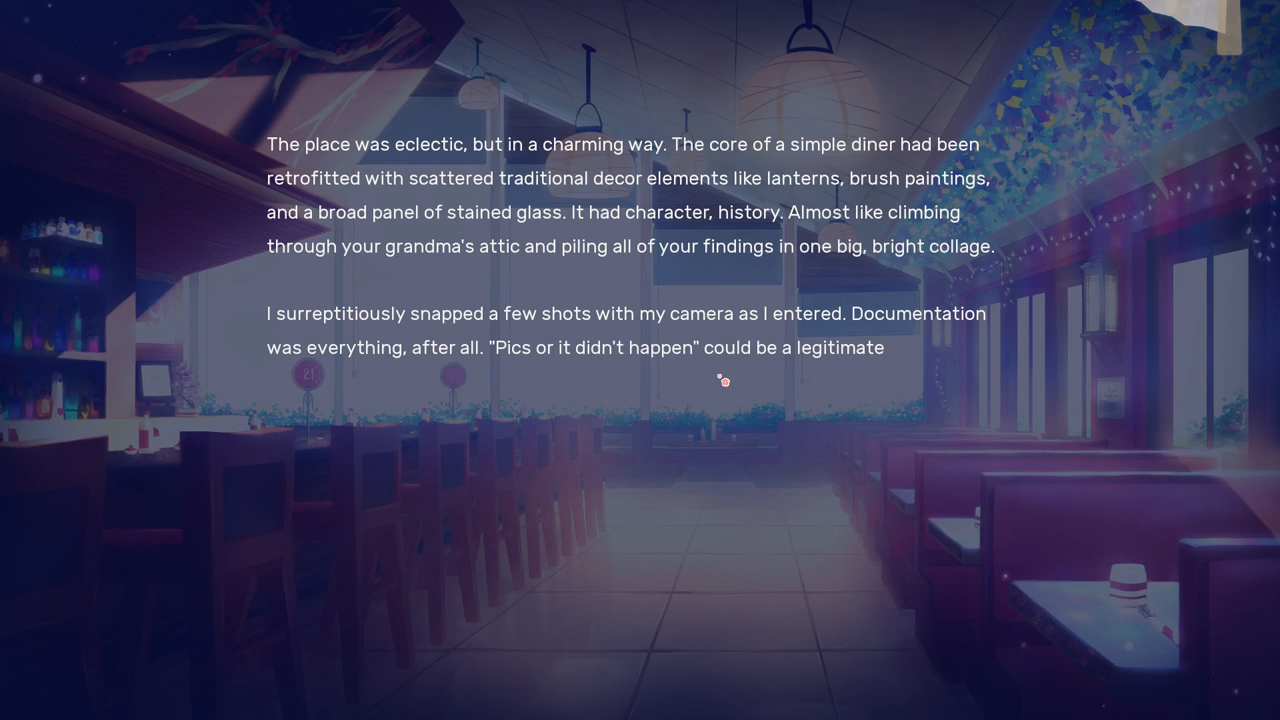 The place was eclectic, but in a charming way. The core of a simple diner had been
retrofitted with scattered traditional decor elements like lanterns, brush paintings,
and a broad panel of stained glass. It had character, history. Almost like climbing
through your grandma's attic and piling all of your findings in one big, bright collage.
I surreptitiously snapped a few shots with my camera as I entered. Documentation
was everything, after all. "Pics or it didn't happen" could be a legitimate
21